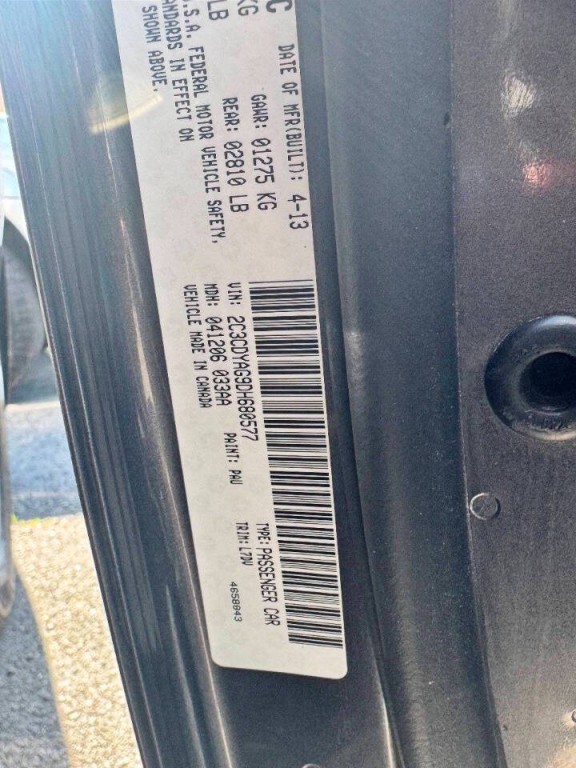 C
DATE OF MFR(BUILT): 4-13
KG
GAWR: 01275 KG
LB
REAR: 02810 LB
U.S.A. FEDERAL MOTOR VEHICLE SAFETY,
STANDARDS IN EFFECT ON
SHOWN ABOVE.
VIN: 2C3CDYAG9DH680577
TYPE: PASSENGER CAR
MDH: 041206 033AA
PAINT: PAU
TRIM: L7DV
VEHICLE MADE IN CANADA
4658843